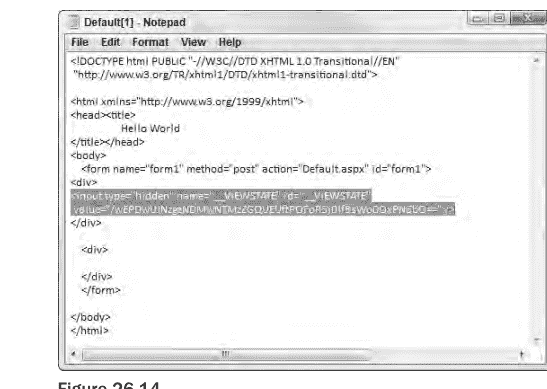 Default[1] - Notepad
File Edit Format View Help
<!DOCTYPE html PUBLIC "-//W3C//DTD XHTML 1.0 Transitional//EN"
"http://www.w3.org/TR/xhtml1/DTD/xhtml1-transitional.dtd">
<html xmlns="http://www.w3.org/1999/xhtml">
<head><title>
Hello World
</title></head>
<body>
<form name="form1" method="post" action="Default.aspx" id="form1">
<div>
<input type="hidden" name="__VIEWSTATE" id="__VIEWSTATE"
</div>
<div>
</div>
</form>
</body>
</html>
Figure 26.14